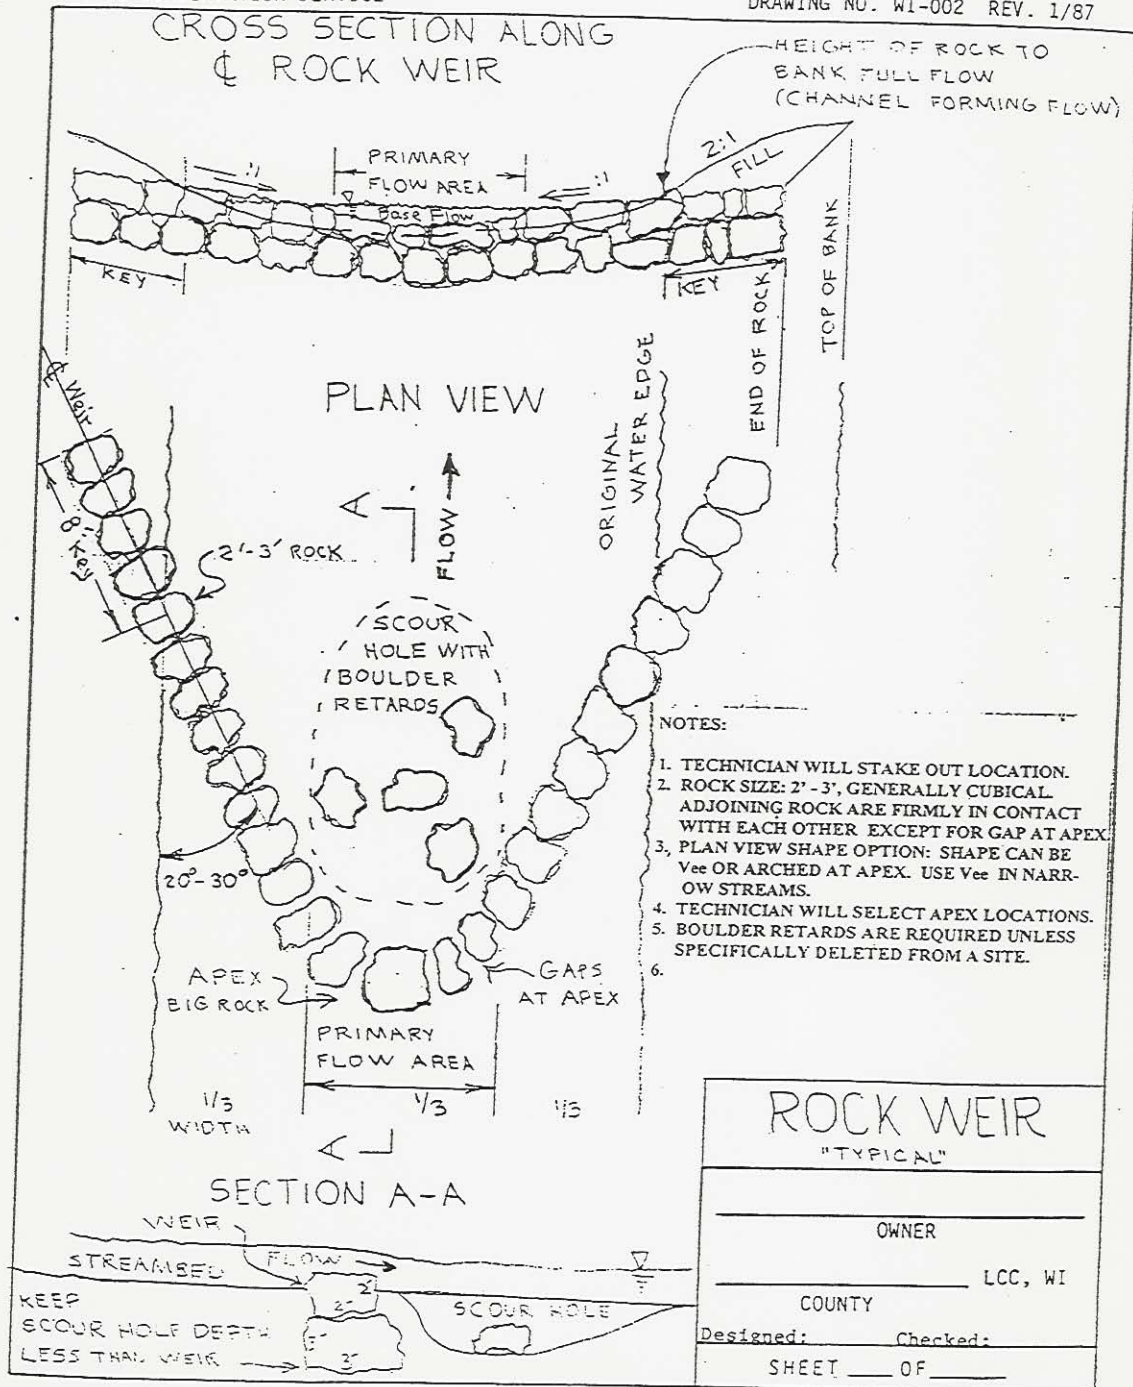 DRAWING NO. WI-002 REV. 1/87
CROSS SECTION ALONG
℄ ROCK WEIR
HEIGHT OF ROCK TO
BANK FULL FLOW
(CHANNEL FORMING FLOW)
PRIMARY
FLOW AREA
:1
:1
2:1
FILL
Base Flow
KEY
KEY
END OF ROCK
TOP OF BANK
℄ Weir
PLAN VIEW
ORIGINAL
WATER EDGE
A
FLOW
8' Key
2'-3' ROCK
SCOUR
HOLE WITH
BOULDER
RETARDS
20°-30°
NOTES:
1. TECHNICIAN WILL STAKE OUT LOCATION.
2. ROCK SIZE: 2' - 3', GENERALLY CUBICAL
ADJOINING ROCK ARE FIRMLY IN CONTACT
WITH EACH OTHER EXCEPT FOR GAP AT APEX
3, PLAN VIEW SHAPE OPTION: SHAPE CAN BE
Vee OR ARCHED AT APEX. USE Vee IN NARR-
OW STREAMS.
4. TECHNICIAN WILL SELECT APEX LOCATIONS.
5. BOULDER RETARDS ARE REQUIRED UNLESS
SPECIFICALLY DELETED FROM A SITE.
6.
APEX
BIG ROCK
GAPS
AT APEX
PRIMARY
FLOW AREA
1/3
WIDTH
1/3
1/3
A
SECTION A-A
WEIR
STREAMBED
FLOW
2'
2'
3'
SCOUR HOLE
KEEP
SCOUR HOLE DEPTH
LESS THAN WEIR
ROCK WEIR
"TYPICAL"
OWNER
LCC, WI
COUNTY
Designed: Checked:
SHEET OF